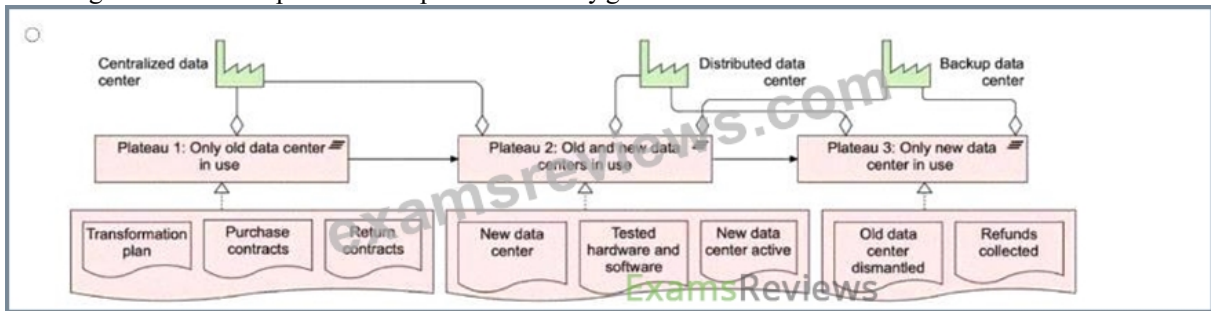 Centralized data
center
Distributed data
center
Backup data
center
Plateau 1: Only old data center
in use
Plateau 2: Old and new data
centers in use
Plateau 3: Only new data
center in use
examsreviews.com
Transformation
plan
Purchase
contracts
Return
contracts
New data
center
Tested
hardware and
software
New data
center active
Old data
center
dismantled
Refunds
collected
ExamsReviews